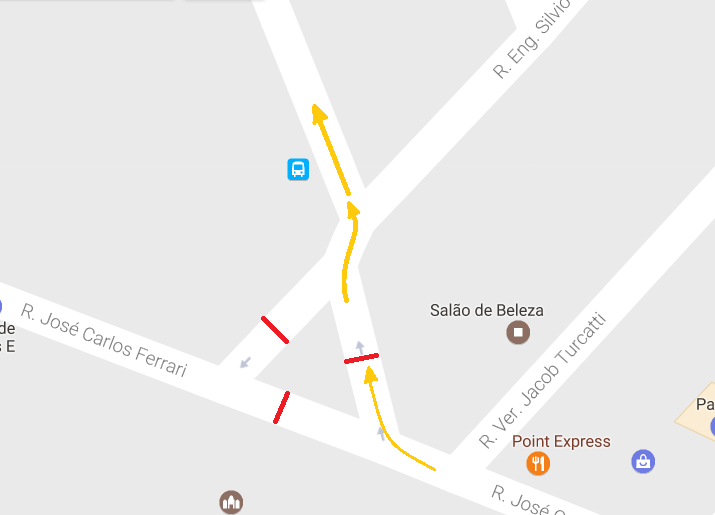 R. Eng. Silvio
Salão de Beleza
R. José Carlos Ferrari
de
s E
R. Ver. Jacob Turcatti
Pa
Point Express
R. José C